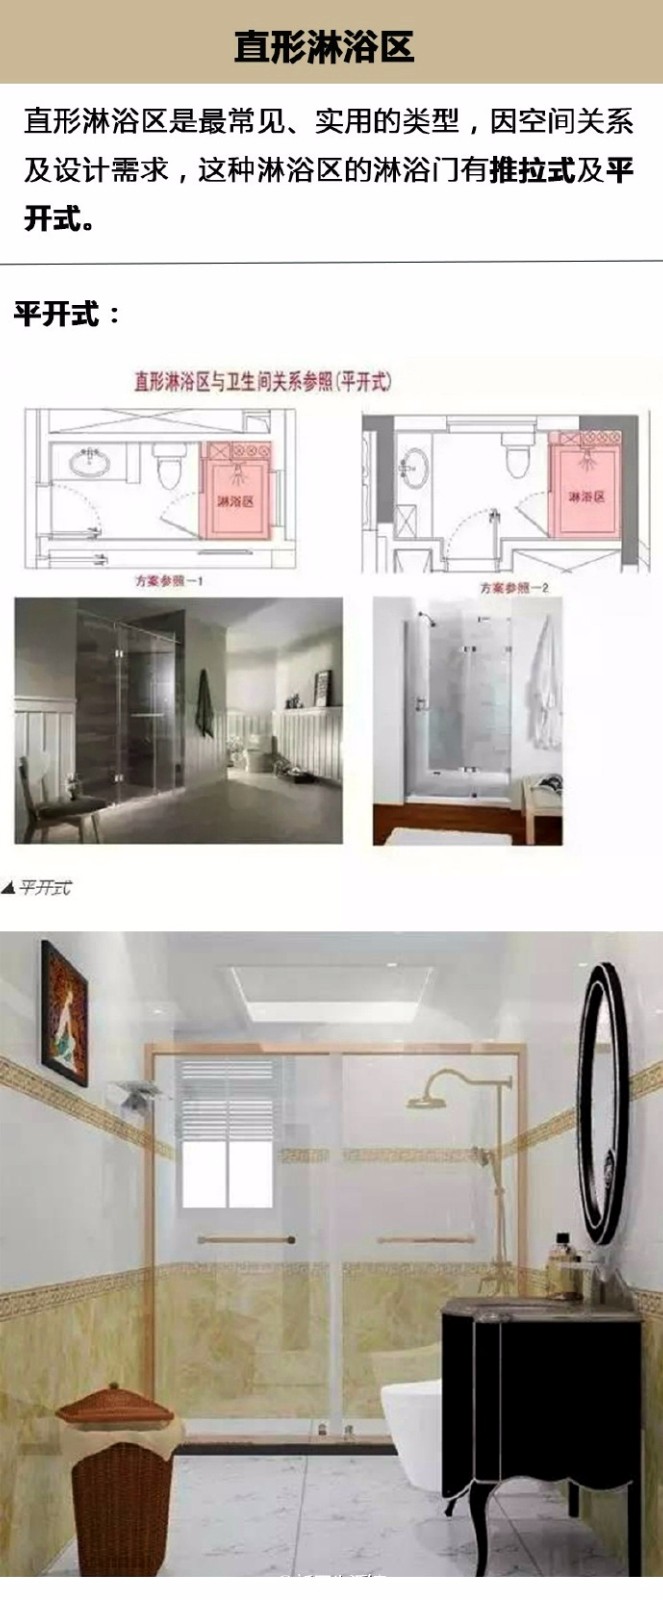 直形淋浴区
直形淋浴区是最常见、实用的类型，因空间关系
及设计需求，这种淋浴区的淋浴门有推拉式及平
开式。
平开式：
直形淋浴区与卫生间关系参照(平开式)
淋浴区
淋浴区
方案参照一1
方案参照一2
▲平开式